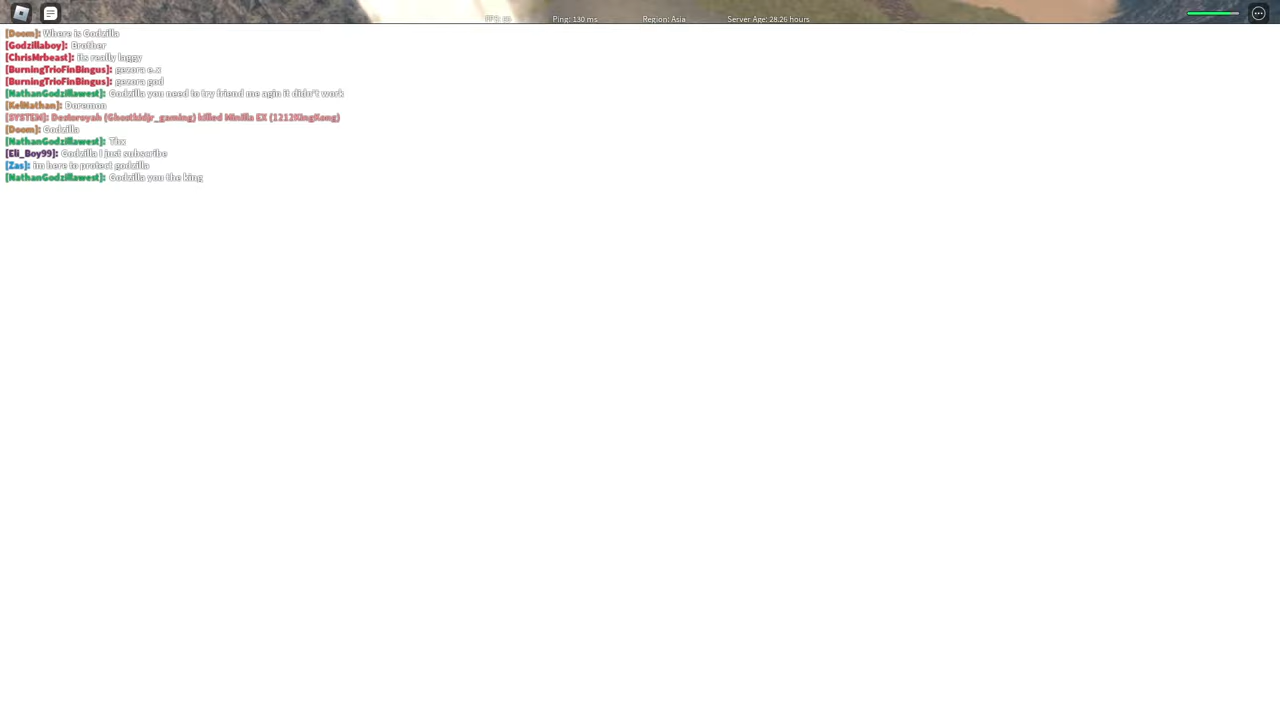 FPS: 60
Ping: 130 ms
Region: Asia
Server Age: 28.26 hours
[Doom]: Where is Godzilla
[Godzillaboy]: Brother
[ChrisMrbeast]: its really laggy
[BurningTrioFinBingus]: gezora e.x
[BurningTrioFinBingus]: gezora god
[NathanGodzillawest]: Godzilla you need to try friend me agin it didn't work
[KelNathan]: Doremon
[SYSTEM]: Destoroyah (Ghostkidjr_gaming) killed Minilla EX (1212KingKong)
[Doom]: Godzilla
[NathanGodzillawest]: Thx
[Eli_Boy99]: Godzilla I just subscribe
[Zas]: im here to protect godzilla
[NathanGodzillawest]: Godzilla you the king